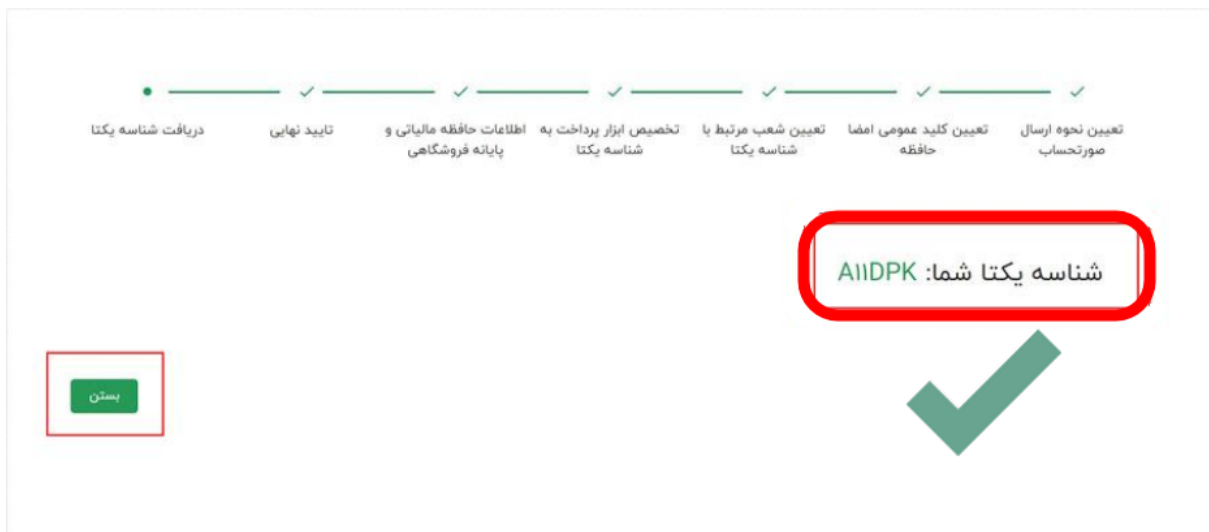 تعیین نحوه ارسال
صورتحساب
تعیین کلید عمومی امضا
حافظه
تعیین شعب مرتبط با
شناسه یکتا
تخصیص ابزار پرداخت به
شناسه یکتا
اطلاعات حافظه مالیاتی و
پایانه فروشگاهی
تایید نهایی
دریافت شناسه یکتا
شناسه یکتا شما: A۱۱DPK
بستن